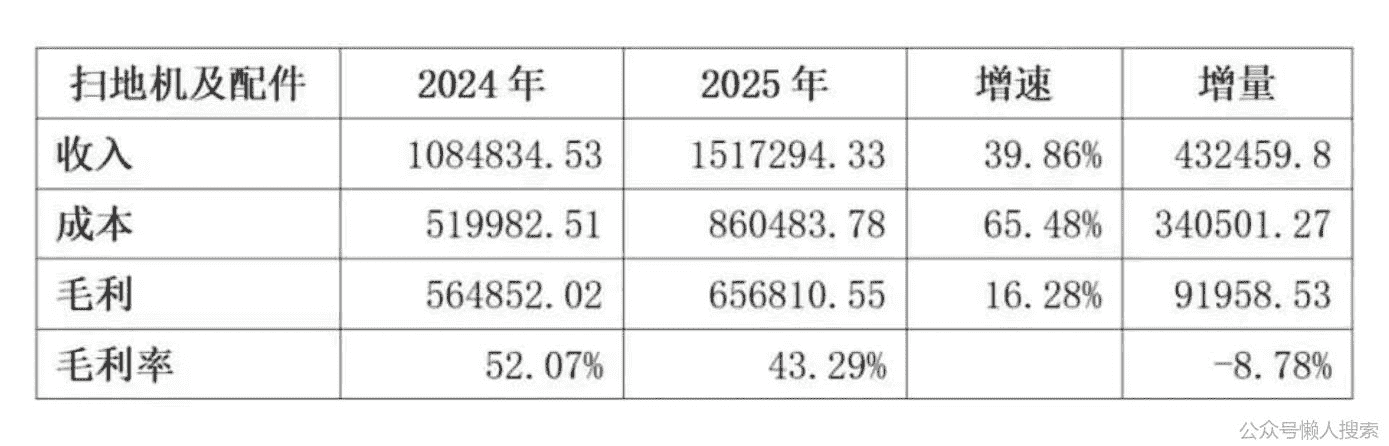 扫地机及配件 2024年 2025年 增速 增量
收入 1084834.53 1517294.33 39.86% 432459.8
成本 519982.51 860483.78 65.48% 340501.27
毛利 564852.02 656810.55 16.28% 91958.53
毛利率 52.07% 43.29% -8.78%
公众号懒人搜索